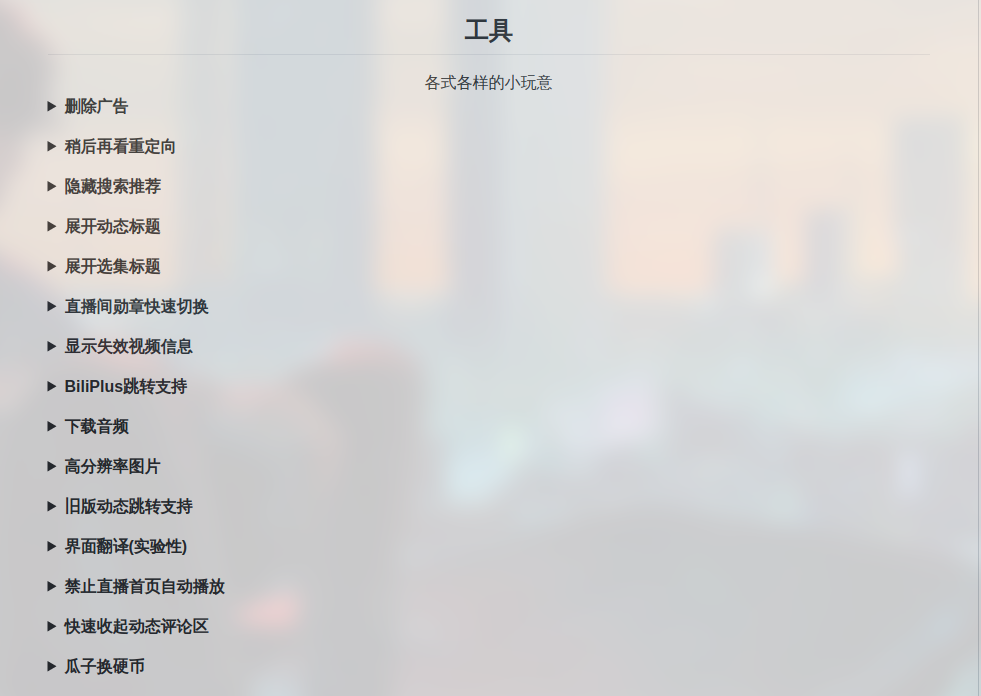 工具
各式各样的小玩意
删除广告
稍后再看重定向
隐藏搜索推荐
展开动态标题
展开选集标题
直播间勋章快速切换
显示失效视频信息
BiliPlus跳转支持
下载音频
高分辨率图片
旧版动态跳转支持
界面翻译(实验性)
禁止直播首页自动播放
快速收起动态评论区
瓜子换硬币